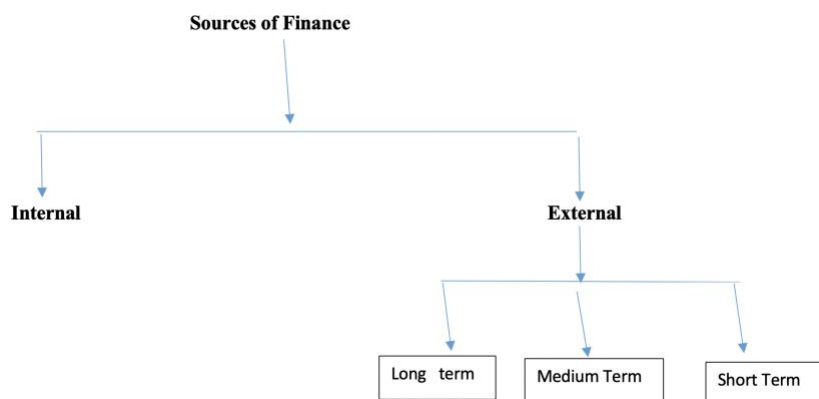 Sources of Finance
Internal
External
Long term
Medium Term
Short Term